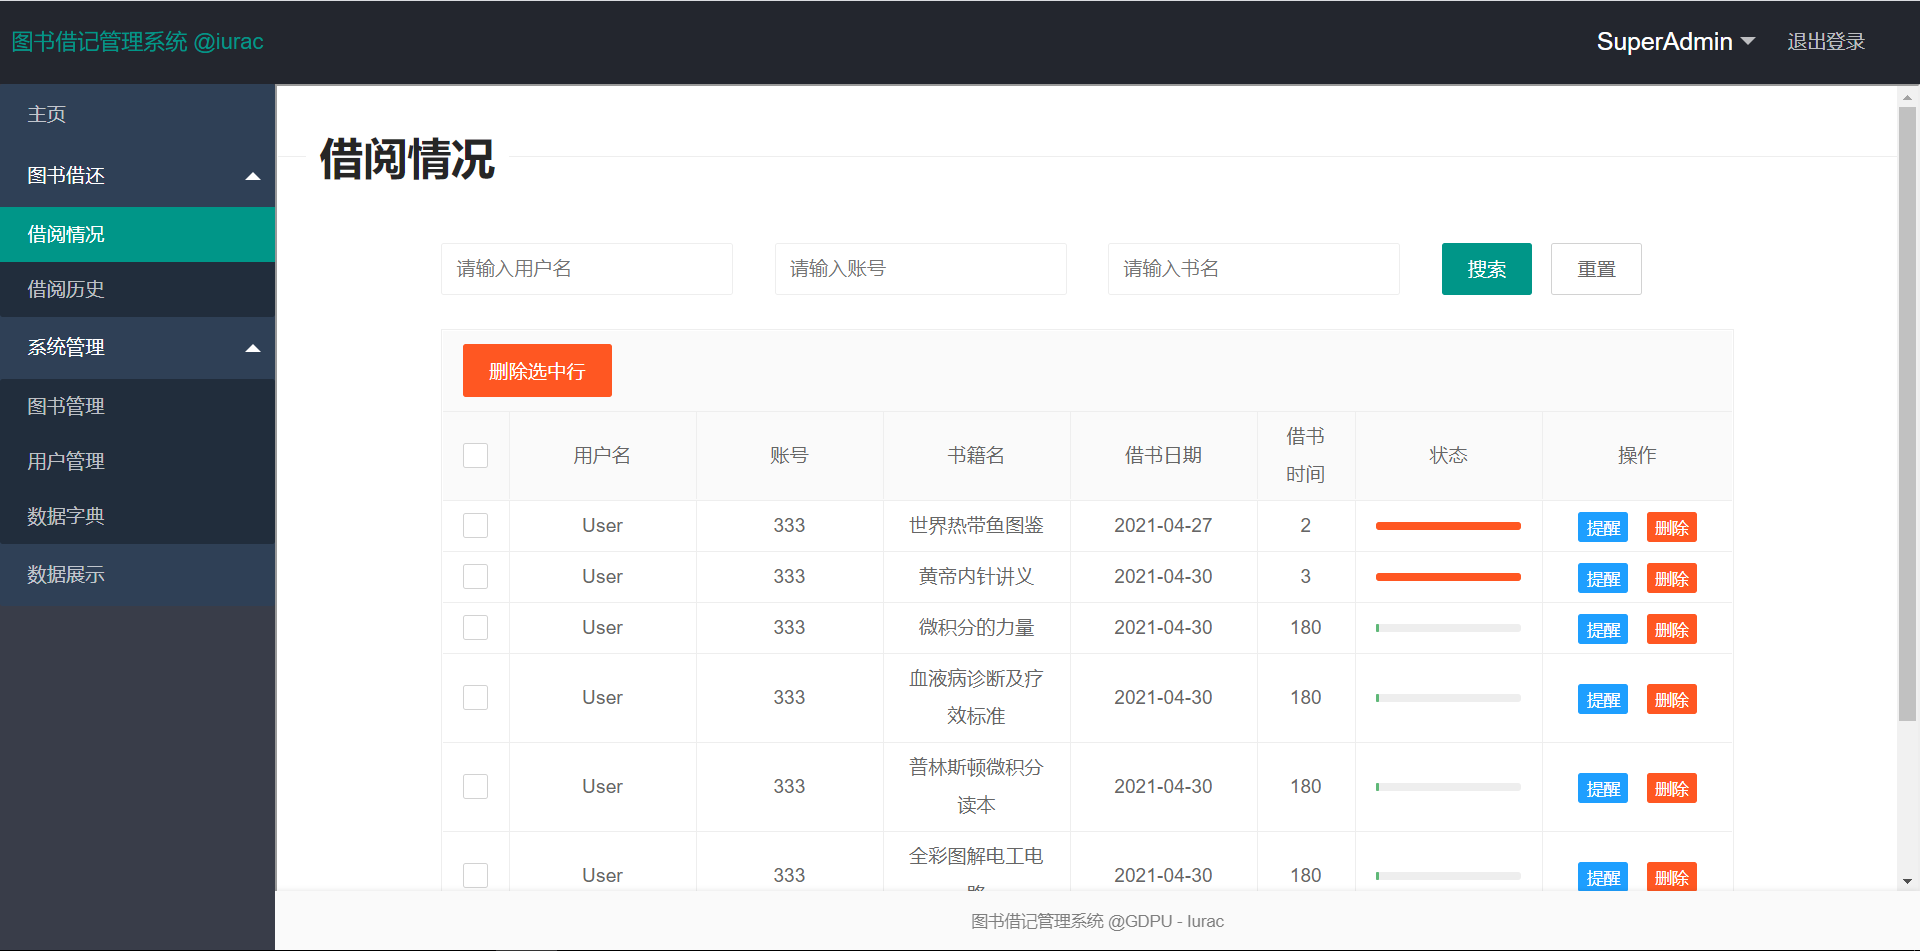 图书借记管理系统 @iurac
SuperAdmin
退出登录
主页
图书借还
借阅情况
借阅历史
系统管理
图书管理
用户管理
数据字典
数据展示
借阅情况
请输入用户名
请输入账号
请输入书名
搜索
重置
删除选中行
用户名
账号
书籍名
借书日期
借书
时间
状态
操作
User
333
世界热带鱼图鉴
2021-04-27
2
提醒
删除
User
333
黄帝内针讲义
2021-04-30
3
提醒
删除
User
333
微积分的力量
2021-04-30
180
提醒
删除
User
333
血液病诊断及疗
效标准
2021-04-30
180
提醒
删除
User
333
普林斯顿微积分
读本
2021-04-30
180
提醒
删除
User
333
全彩图解电工电
2021-04-30
180
提醒
删除
图书借记管理系统 @GDPU - Iurac